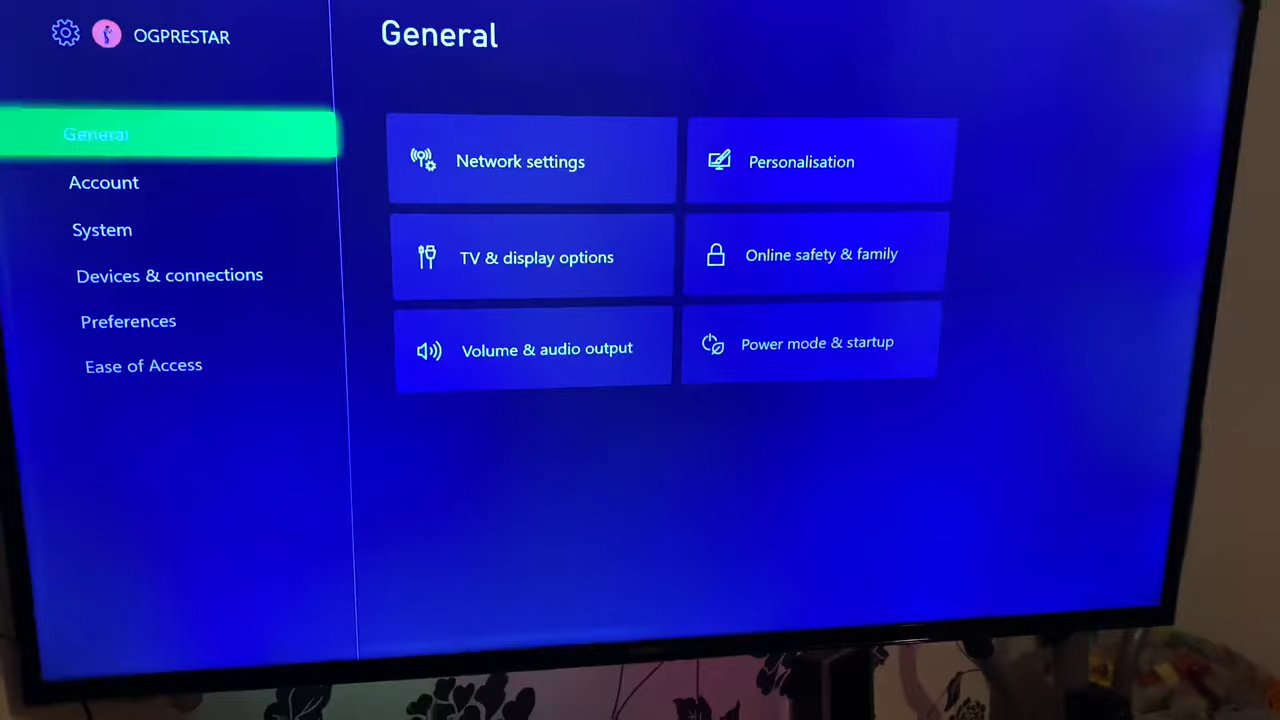 OGPRESTAR
General
General
Account
System
Devices & connections
Preferences
Ease of Access
Network settings
Personalisation
TV & display options
Online safety & family
Volume & audio output
Power mode & startup